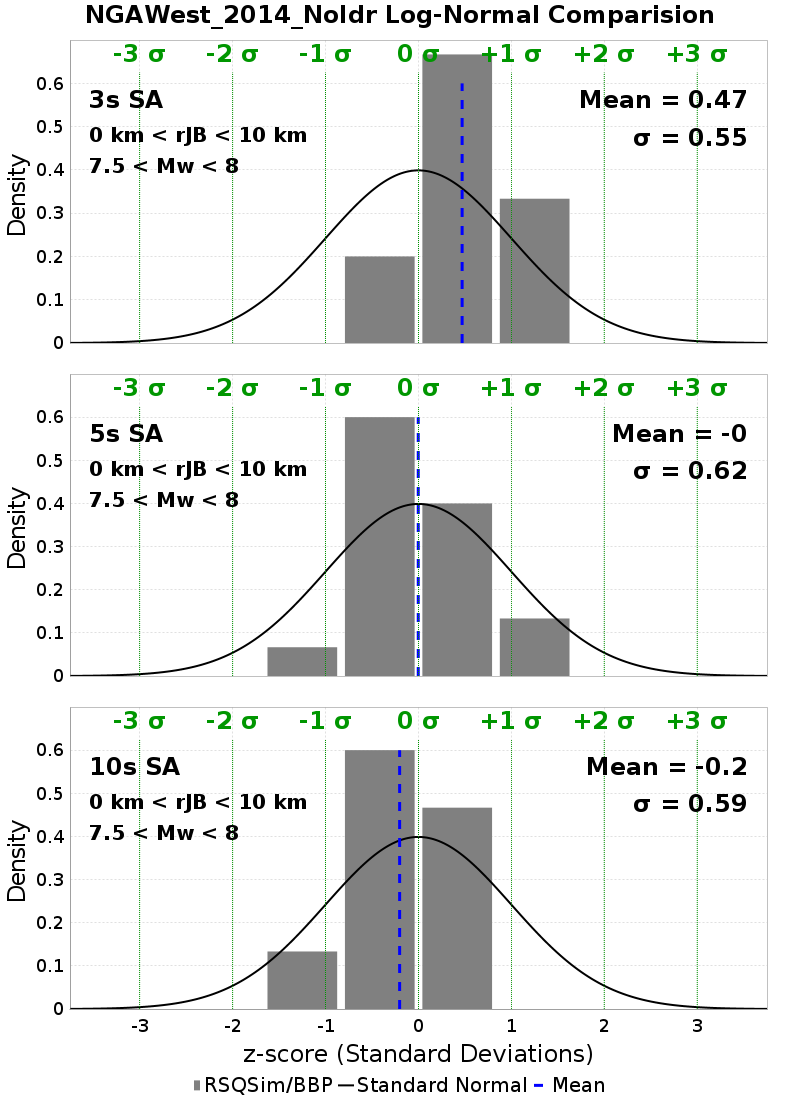 NGAWest_2014_NoIdr Log-Normal Comparision
-3 σ -2 σ -1 σ 0 σ +1 σ +2 σ +3 σ
3s SA
Mean = 0.47
0 km < rJB < 10 km
σ = 0.55
7.5 < Mw < 8
Density
0.6
0.5
0.4
0.3
0.2
0.1
0
-3 σ -2 σ -1 σ 0 σ +1 σ +2 σ +3 σ
5s SA
Mean = -0
0 km < rJB < 10 km
σ = 0.62
7.5 < Mw < 8
Density
0.6
0.5
0.4
0.3
0.2
0.1
0
-3 σ -2 σ -1 σ 0 σ +1 σ +2 σ +3 σ
10s SA
Mean = -0.2
0 km < rJB < 10 km
σ = 0.59
7.5 < Mw < 8
Density
0.6
0.5
0.4
0.3
0.2
0.1
0
-3 -2 -1 0 1 2 3
z-score (Standard Deviations)
RSQSim/BBP Standard Normal Mean